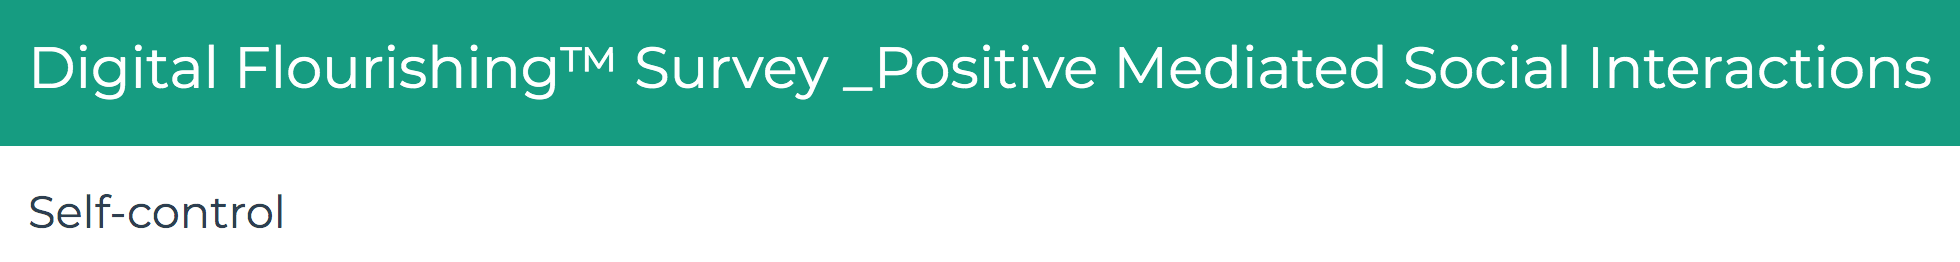 Digital Flourishing™ Survey _Positive Mediated Social Interactions
Self-control